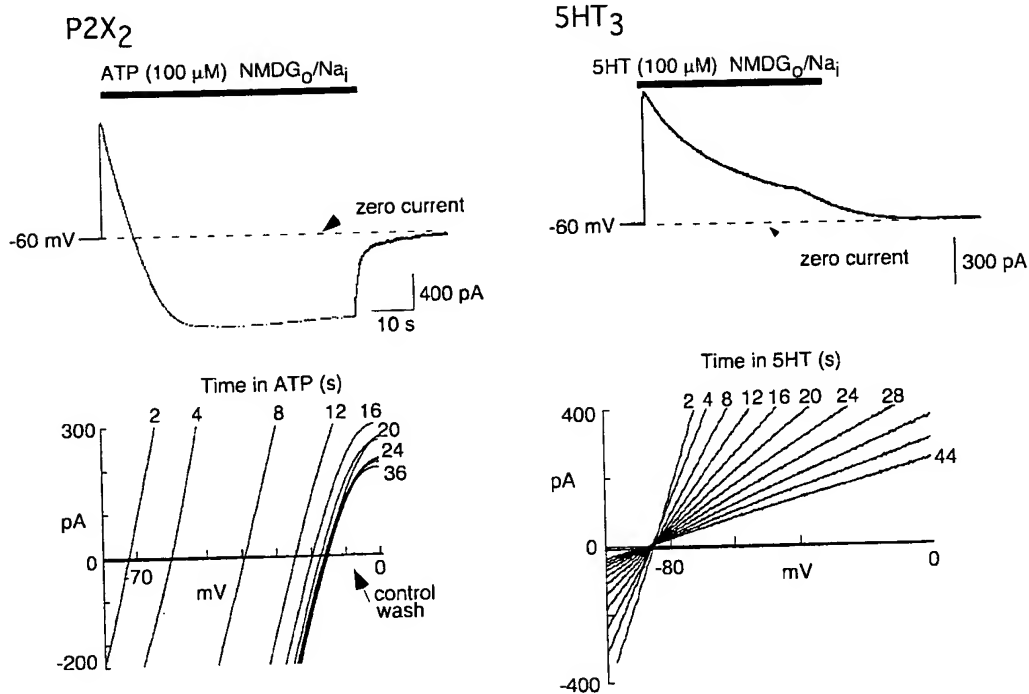 P2X2
ATP (100 μM) NMDGo/Nai
zero current
-60 mV
400 pA
10 s
Time in ATP (s)
2 4 8 12 16
20
24
36
300
pA
0
-70
mV
0
control
wash
-200
5HT3
5HT (100 μM) NMDGo/Nai
-60 mV
zero current
300 pA
Time in 5HT (s)
2 4 8 12 16 20 24 28
44
400
pA
0
-80
mV
0
-400